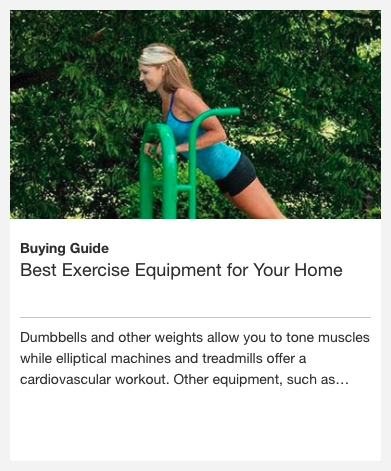 Buying Guide
Best Exercise Equipment for Your Home
Dumbbells and other weights allow you to tone muscles
while elliptical machines and treadmills offer a
cardiovascular workout. Other equipment, such as…